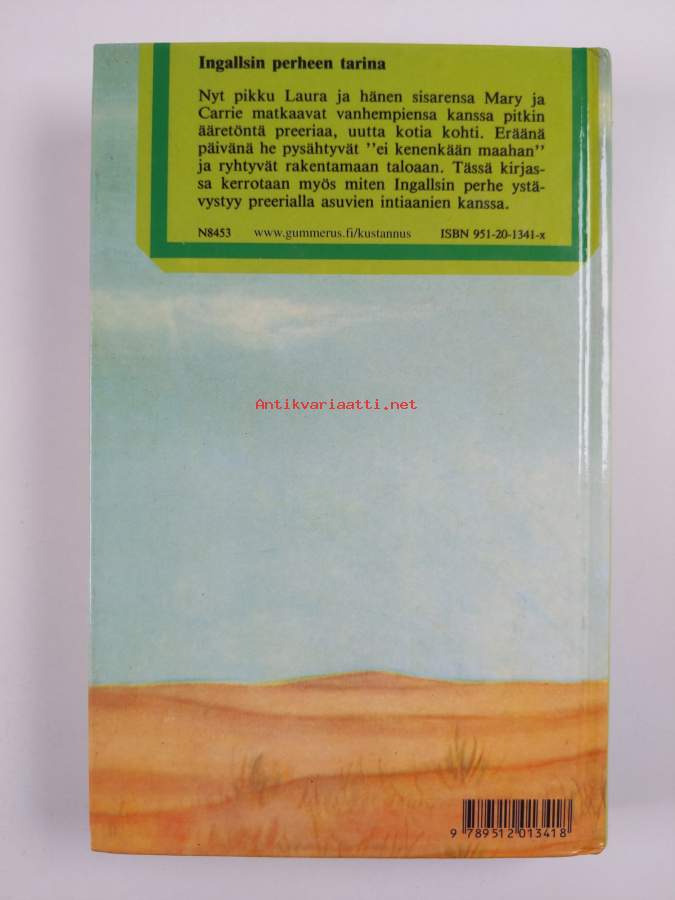 Ingallsin perheen tarina
Nyt pikku Laura ja hänen sisarensa Mary ja
Carrie matkaavat vanhempiensa kanssa pitkin
ääretöntä preeriaa, uutta kotia kohti. Eräänä
päivänä he pysähtyvät ”ei kenenkään maahan”
ja ryhtyvät rakentamaan taloaan. Tässä kirjas-
sa kerrotaan myös miten Ingallsin perhe ystä-
vystyy preerialla asuvien intiaanien kanssa.
N8453 www.gummerus.fi/kustannus ISBN 951-20-1341-x
Antikvariaatti.net
9 789512 013418